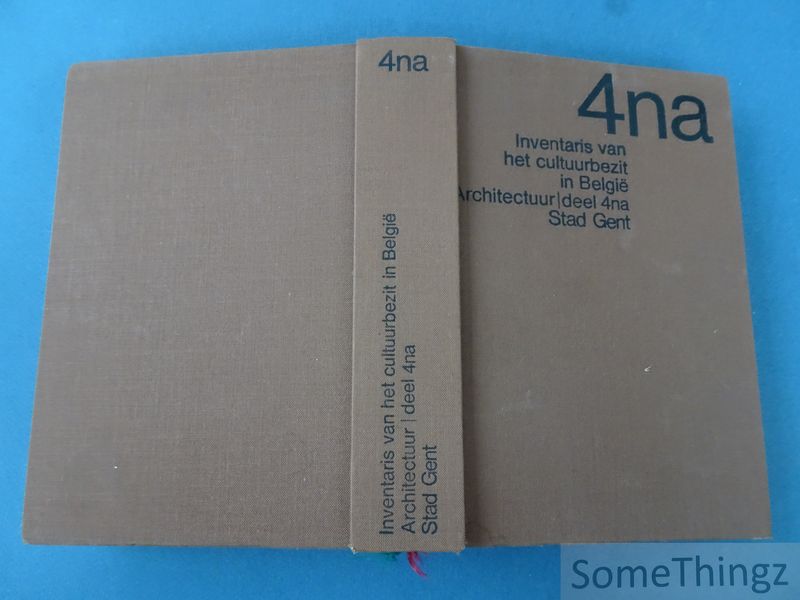 4na
Inventaris van het cultuurbezit in België
Architectuur | deel 4na
Stad Gent
4na
Inventaris van
het cultuurbezit
in België
Architectuur | deel 4na
Stad Gent
SomeThingz